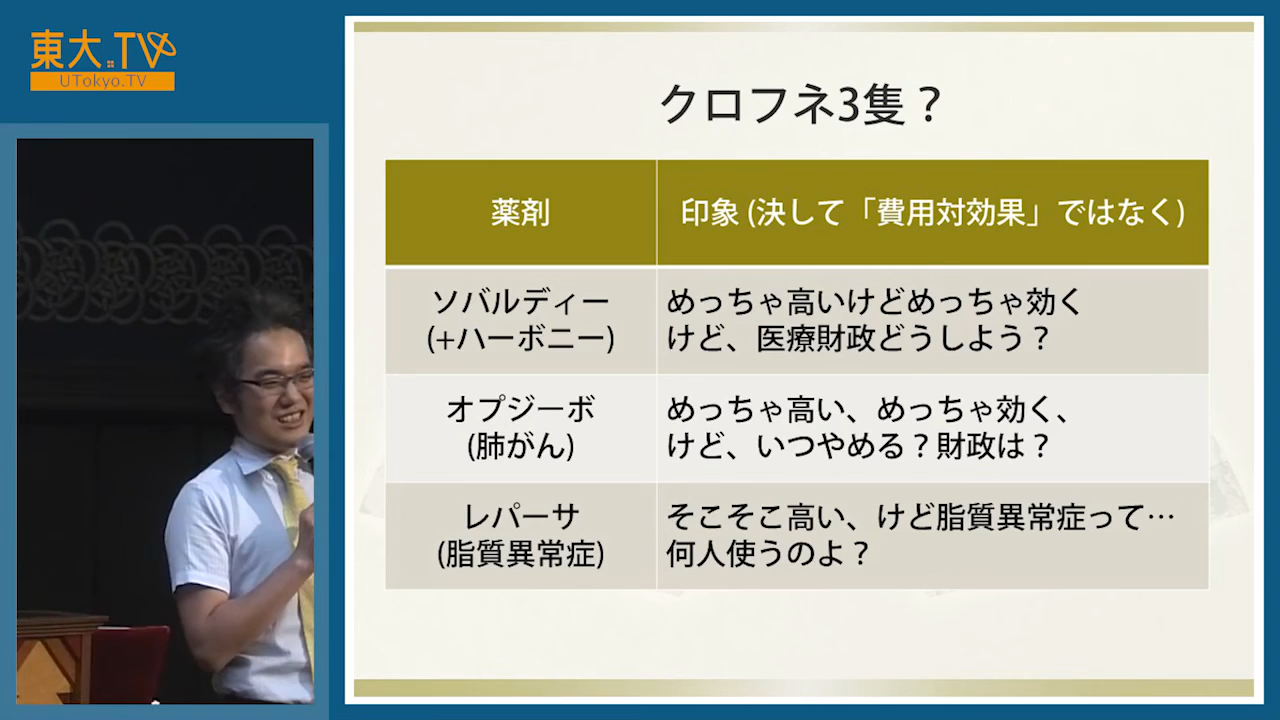 東大.TV
UTokyo.TV
クロフネ3隻？
薬剤
印象 (決して「費用対効果」ではなく)
ソバルディー
(+ハーボニー)
めっちゃ高いけどめっちゃ効く
けど、医療財政どうしよう？
オプジーボ
(肺がん)
めっちゃ高い、めっちゃ効く、
けど、いつやめる？財政は？
レパーサ
(脂質異常症)
そこそこ高い、けど脂質異常症って…
何人使うのよ？